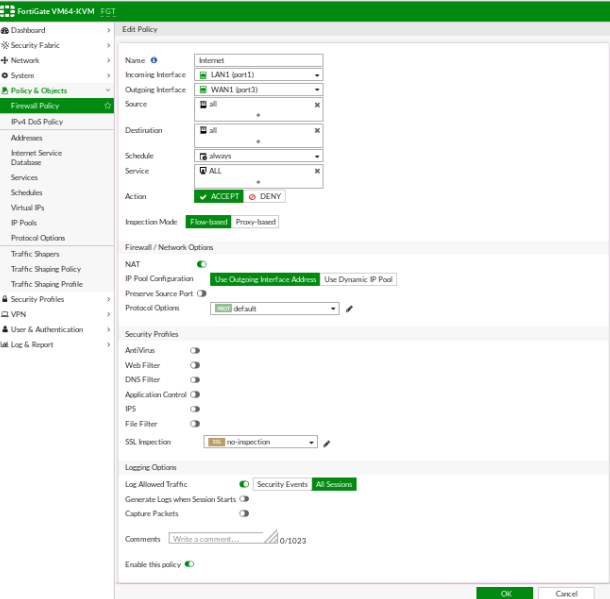 FortiGate VM64-KVM FGT
Dashboard
Security Fabric
Network
System
Policy & Objects
Firewall Policy
IPv4 DoS Policy
Addresses
Internet Service
Database
Services
Schedules
Virtual IPs
IP Pools
Protocol Options
Traffic Shapers
Traffic Shaping Policy
Traffic Shaping Profile
Security Profiles
VPN
User & Authentication
Log & Report
Edit Policy
Name Internet
Incoming Interface LAN1 (port1)
Outgoing Interface WAN1 (port3)
Source all
+
Destination all
+
Schedule always
Service ALL
+
Action ACCEPT DENY
Inspection Mode Flow-based Proxy-based
Firewall / Network Options
NAT
IP Pool Configuration Use Outgoing Interface Address Use Dynamic IP Pool
Preserve Source Port
Protocol Options PROT default
Security Profiles
AntiVirus
Web Filter
DNS Filter
Application Control
IPS
File Filter
SSL Inspection SSL no-inspection
Logging Options
Log Allowed Traffic Security Events All Sessions
Generate Logs when Session Starts
Capture Packets
Comments Write a comment... 0/1023
Enable this policy
OK Cancel